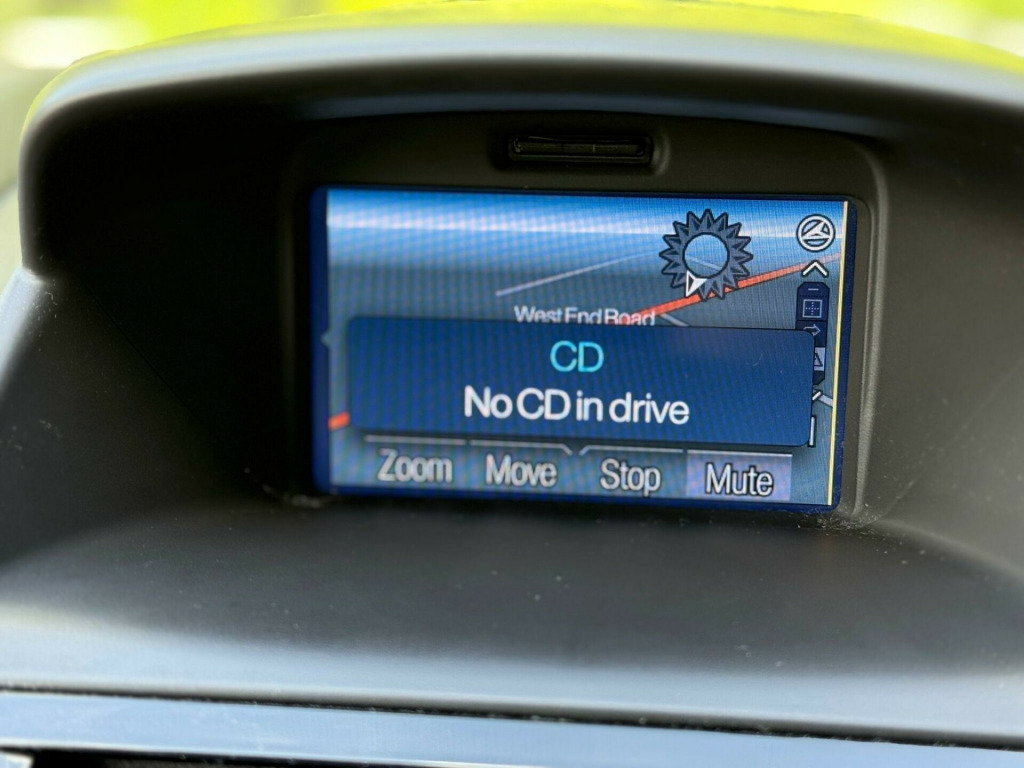 West End Road
CD
No CD in drive
Zoom Move Stop Mute